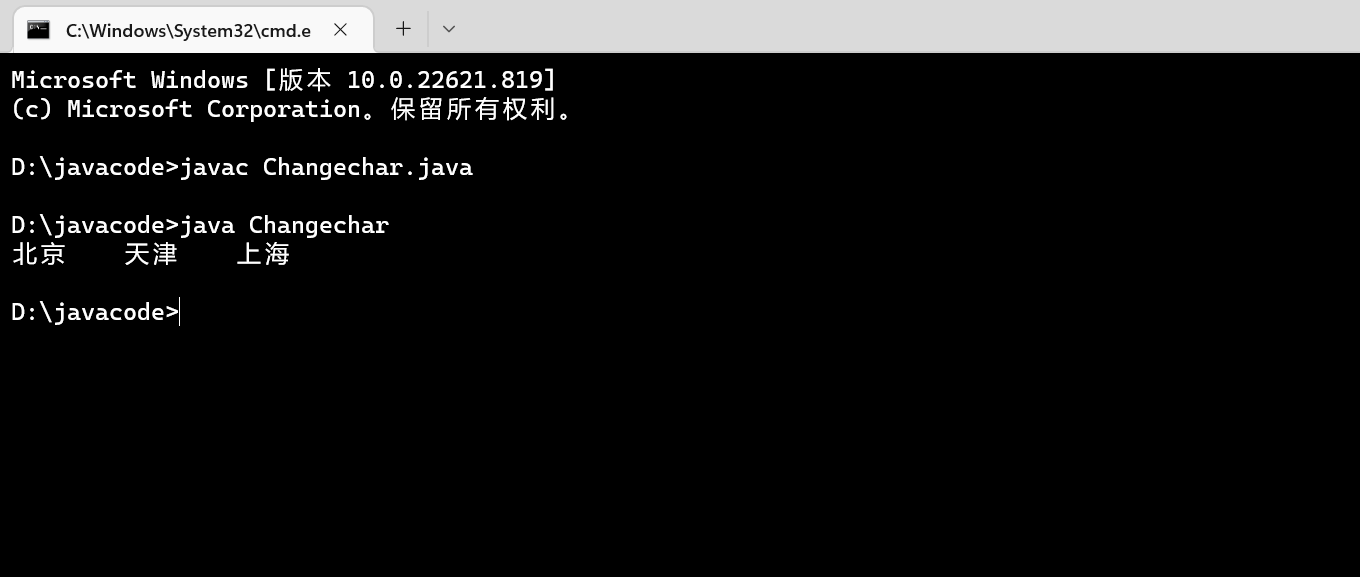 C:\Windows\System32\cmd.e
Microsoft Windows [版本 10.0.22621.819]
(c) Microsoft Corporation。保留所有权利。
D:\javacode>javac Changechar.java
D:\javacode>java Changechar
北京    天津    上海
D:\javacode>